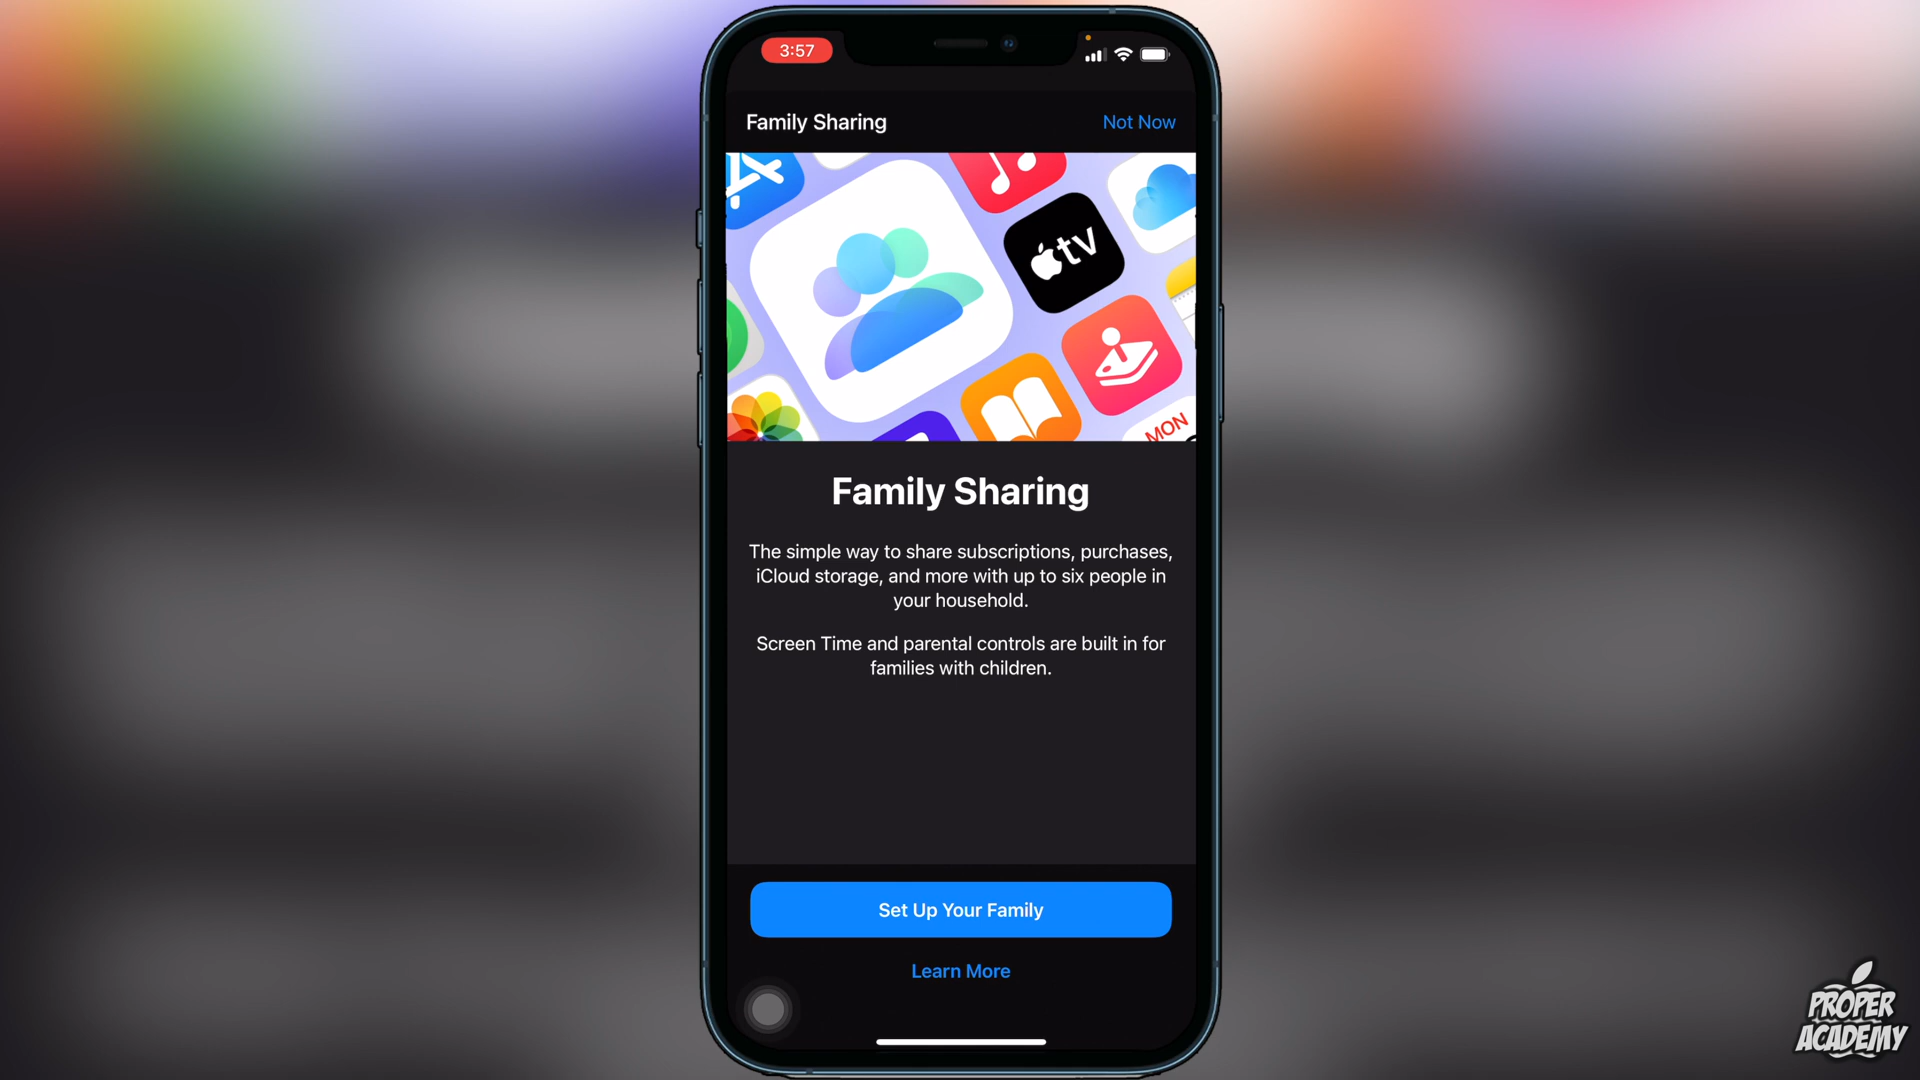 3:57
Family Sharing
Not Now
tv
MON
Family Sharing
The simple way to share subscriptions, purchases,
iCloud storage, and more with up to six people in
your household.
Screen Time and parental controls are built in for
families with children.
Set Up Your Family
Learn More
PROPER
ACADEMY